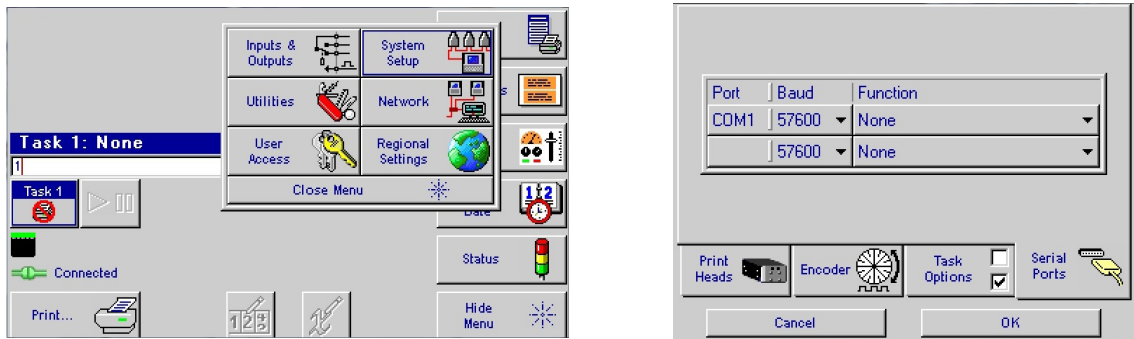 Inputs &
Outputs
System
Setup
Utilities
Network
s
User
Access
Regional
Settings
Close Menu
Task 1: None
1
Task 1
1 2
Date
Connected
Status
Print...
Hide
Menu
Port Baud Function
COM1 57600 None
57600 None
Print
Heads
Encoder
Task
Options
Serial
Ports
Cancel OK